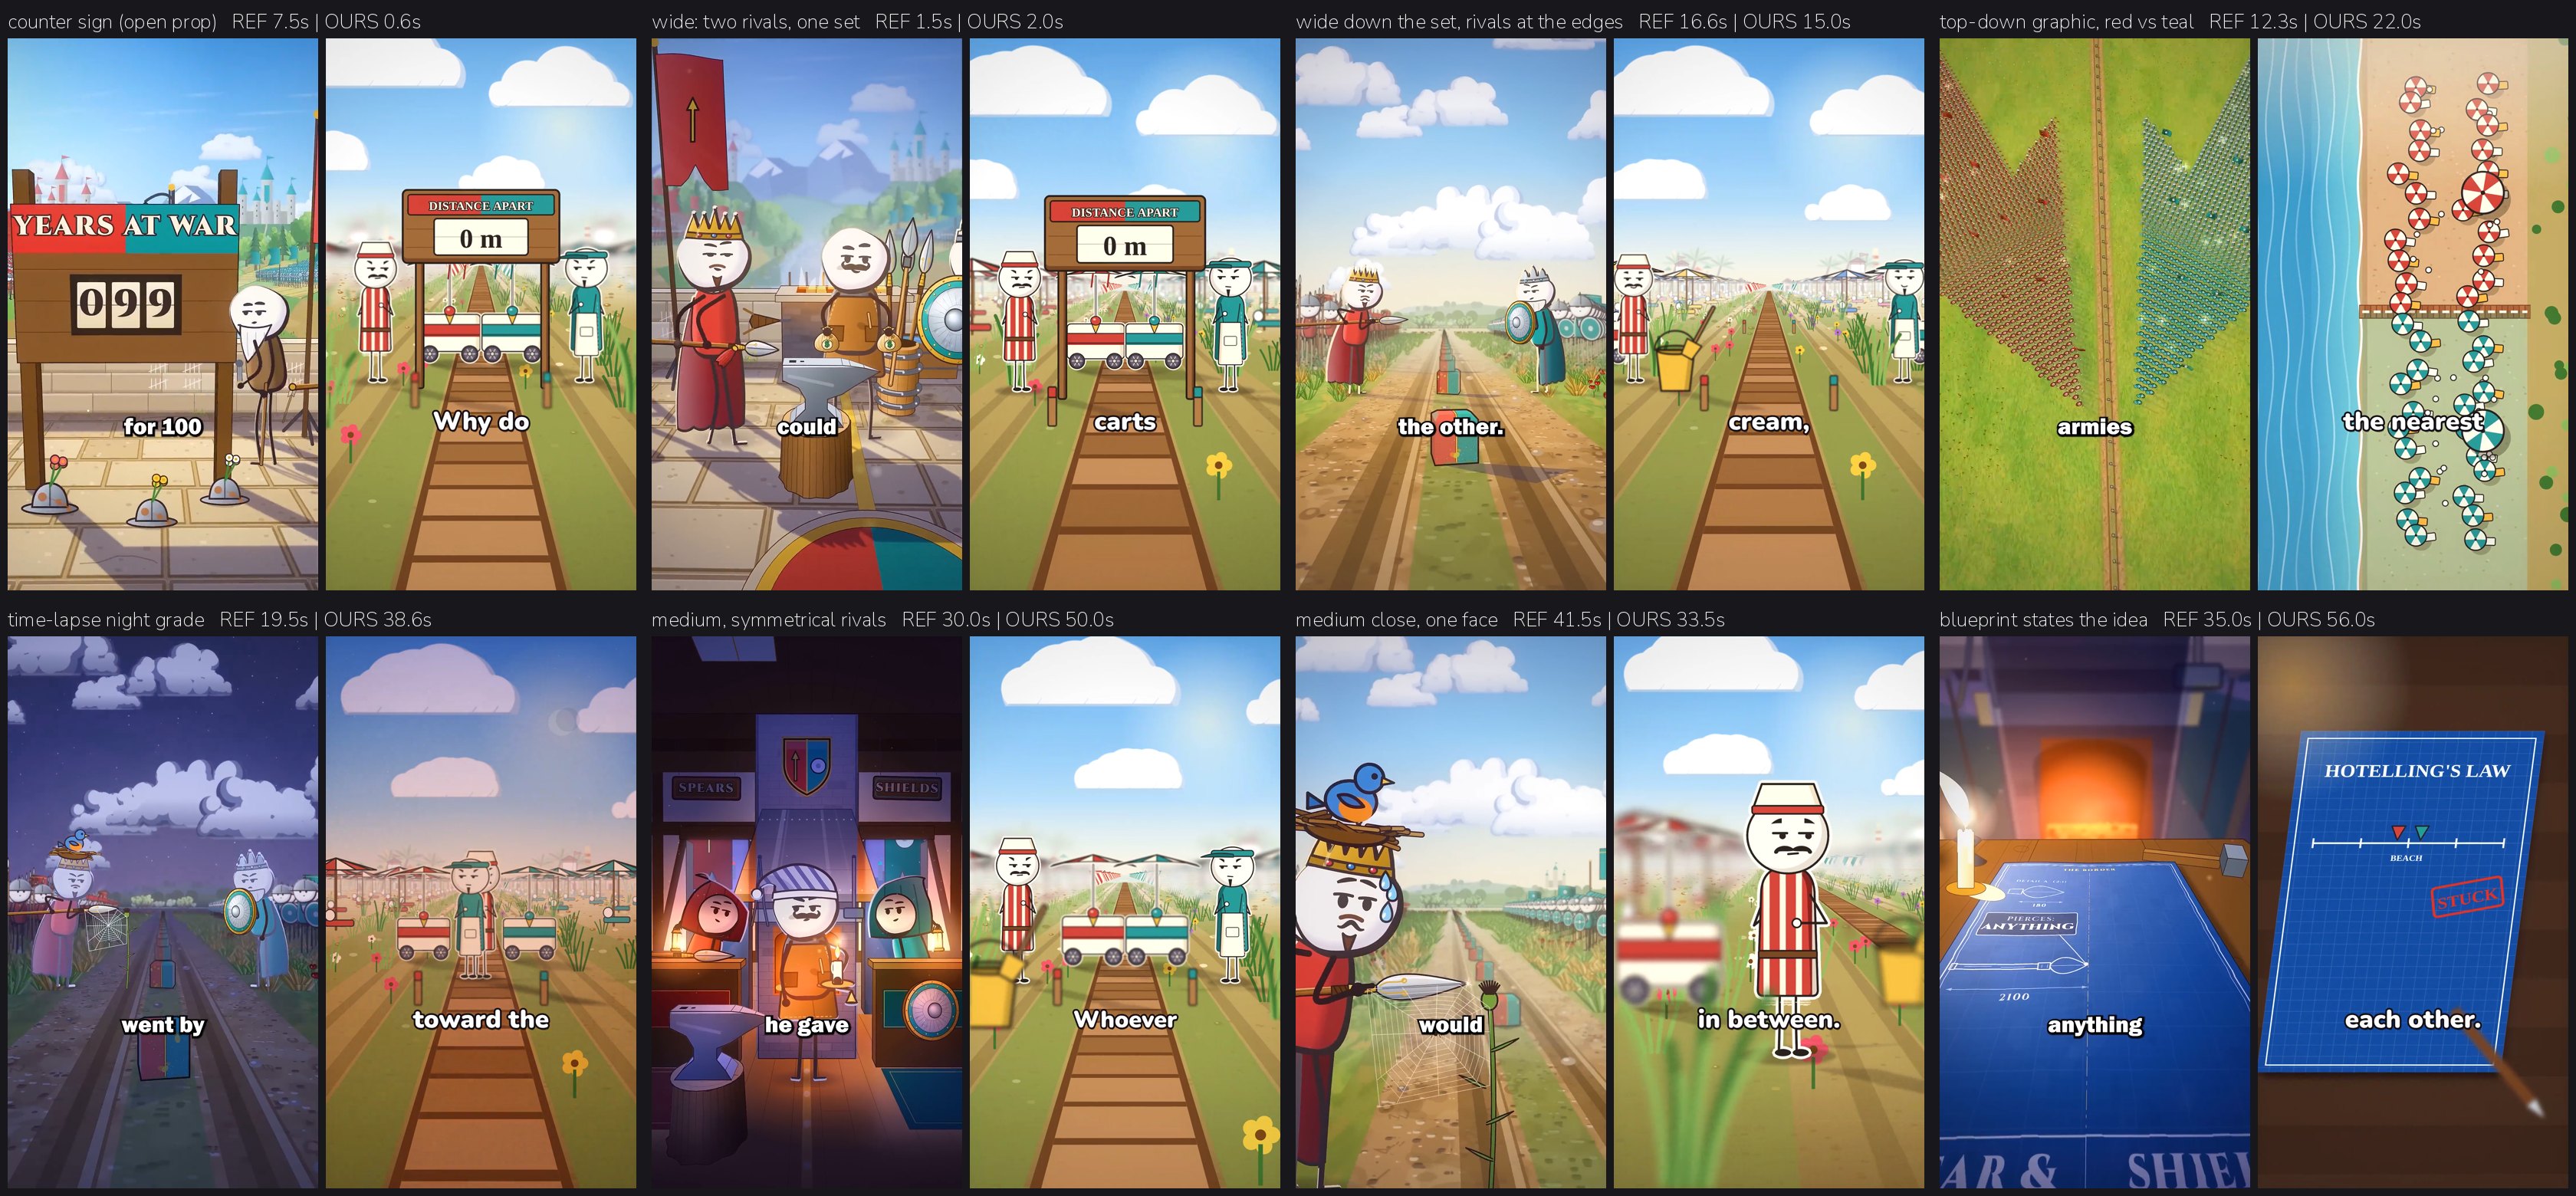 counter sign (open prop) REF 7.5s | OURS 0.6s
YEARS AT WAR
099
for 100
DISTANCE APART
0 m
Why do
wide: two rivals, one set REF 1.5s | OURS 2.0s
could
DISTANCE APART
0 m
carts
wide down the set, rivals at the edges REF 16.6s | OURS 15.0s
the other.
cream,
top-down graphic, red vs teal REF 12.3s | OURS 22.0s
armies
the nearest
time-lapse night grade REF 19.5s | OURS 38.6s
went by
toward the
medium, symmetrical rivals REF 30.0s | OURS 50.0s
SPEARS
SHIELDS
he gave
Whoever
medium close, one face REF 41.5s | OURS 33.5s
would
in between.
blueprint states the idea REF 35.0s | OURS 56.0s
THE BORDER
180
PIERCES:
ANYTHING
2100
anything
AR & SHIEL
HOTELLING'S LAW
BEACH
STUCK
each other.